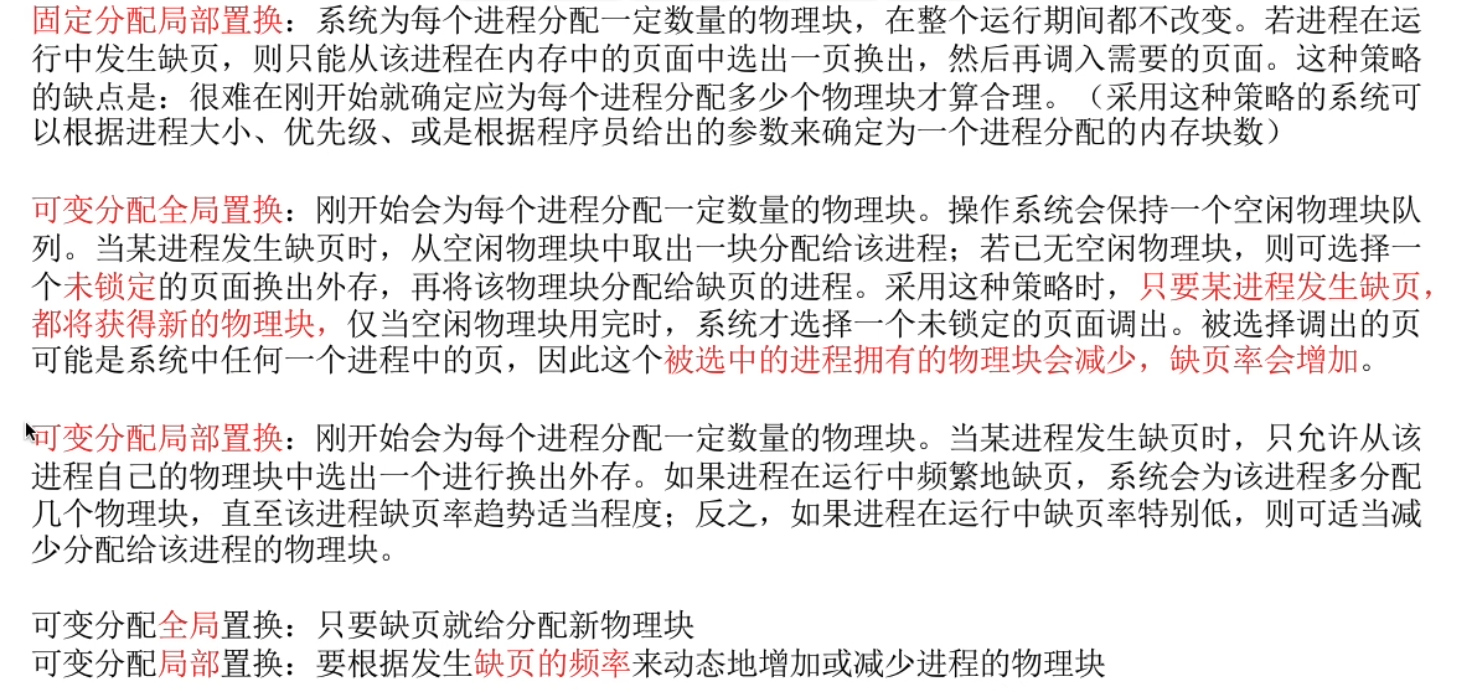 固定分配局部置换：系统为每个进程分配一定数量的物理块，在整个运行期间都不改变。若进程在运
行中发生缺页，则只能从该进程在内存中的页面中选出一页换出，然后再调入需要的页面。这种策略
的缺点是：很难在刚开始就确定应为每个进程分配多少个物理块才算合理。（采用这种策略的系统可
以根据进程大小、优先级、或是根据程序员给出的参数来确定为一个进程分配的内存块数）
可变分配全局置换：刚开始会为每个进程分配一定数量的物理块。操作系统会保持一个空闲物理块队
列。当某进程发生缺页时，从空闲物理块中取出一块分配给该进程；若已无空闲物理块，则可选择一
个未锁定的页面换出外存，再将该物理块分配给缺页的进程。采用这种策略时，只要某进程发生缺页，
都将获得新的物理块，仅当空闲物理块用完时，系统才选择一个未锁定的页面调出。被选择调出的页
可能是系统中任何一个进程中的页，因此这个被选中的进程拥有的物理块会减少，缺页率会增加。
可变分配局部置换：刚开始会为每个进程分配一定数量的物理块。当某进程发生缺页时，只允许从该
进程自己的物理块中选出一个进行换出外存。如果进程在运行中频繁地缺页，系统会为该进程多分配
几个物理块，直至该进程缺页率趋势适当程度；反之，如果进程在运行中缺页率特别低，则可适当减
少分配给该进程的物理块。
可变分配全局置换：只要缺页就给分配新物理块
可变分配局部置换：要根据发生缺页的频率来动态地增加或减少进程的物理块